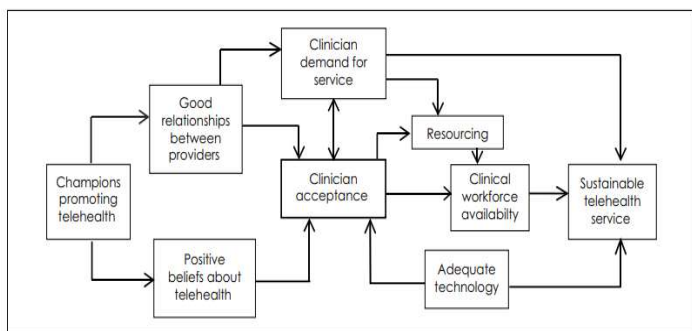 Clinician
demand for
service
Good
relationships
between
providers
Resourcing
Champions
promoting
telehealth
Clinician
acceptance
Clinical
workforce
availabilty
Sustainable
telehealth
service
Positive
beliefs about
telehealth
Adequate
technology